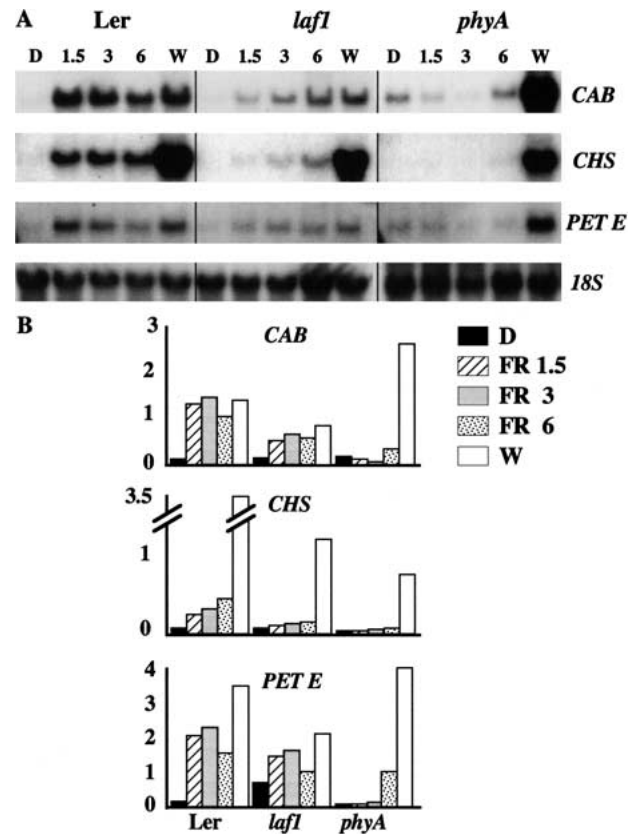 A Ler laf1 phyA
D 1.5 3 6 W D 1.5 3 6 W D 1.5 3 6 W
CAB
CHS
PET E
18S
B
CAB
3
2
1
0
D
FR 1.5
FR 3
FR 6
W
CHS
3.5
1
0
PET E
4
3
2
1
0
Ler laf1 phyA